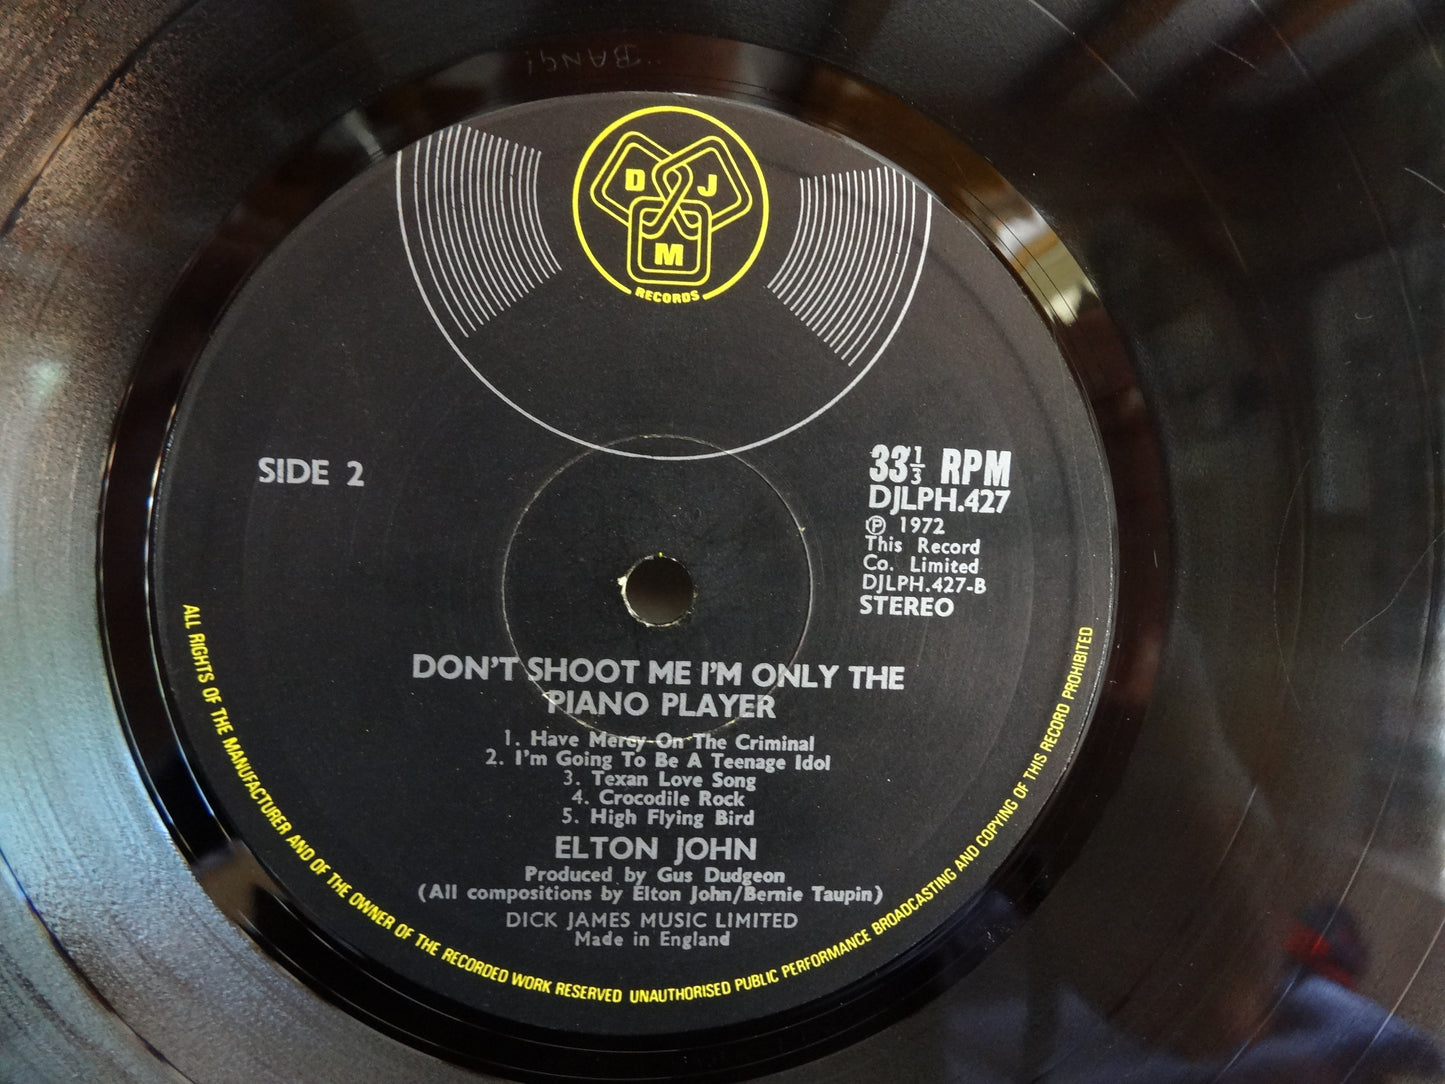 "BANG!
D J
M
RECORDS
SIDE 2
33⅓ RPM
DJLPH.427
℗ 1972
This Record
Co. Limited
DJLPH.427-B
STEREO
DON'T SHOOT ME I'M ONLY THE
PIANO PLAYER
1. Have Mercy On The Criminal
2. I'm Going To Be A Teenage Idol
3. Texan Love Song
4. Crocodile Rock
5. High Flying Bird
ELTON JOHN
Produced by Gus Dudgeon
(All compositions by Elton John/Bernie Taupin)
DICK JAMES MUSIC LIMITED
Made in England
ALL RIGHTS OF THE MANUFACTURER AND OF THE OWNER OF THE RECORDED WORK RESERVED UNAUTHORISED PUBLIC PERFORMANCE BROADCASTING AND COPYING OF THIS RECORD PROHIBITED